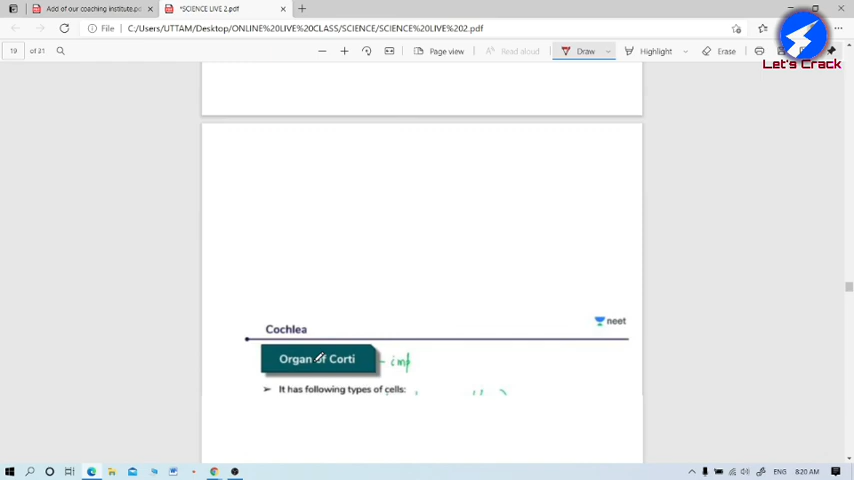 Add of our coaching institute.pd
*SCIENCE LIVE 2.pdf
File
C:/Users/UTTAM/Desktop/ONLINE%20LIVE%20CLASS/SCIENCE/SCIENCE%20LIVE%202.pdf
19 of 21
Page view
Read aloud
Draw
Highlight
Erase
Let's Crack
neet
Cochlea
Organ of Corti - imp
➤ It has following types of cells:
ENG 8:20 AM